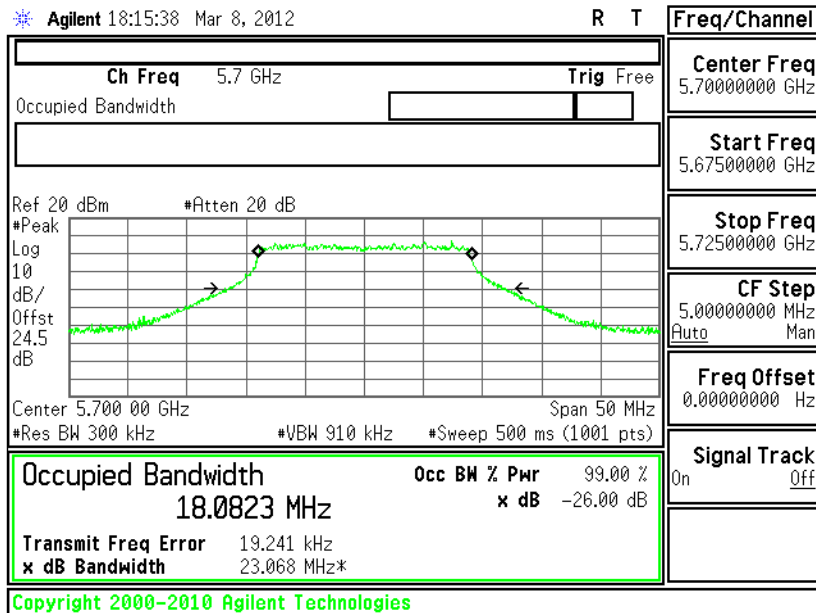 Agilent 18:15:38 Mar 8, 2012 R T
Freq/Channel
Ch Freq 5.7 GHz Trig Free
Occupied Bandwidth
Center Freq
5.70000000 GHz
Start Freq
5.67500000 GHz
Stop Freq
5.72500000 GHz
CF Step
5.00000000 MHz
Auto Man
Freq Offset
0.00000000 Hz
Signal Track
On Off
Ref 20 dBm #Atten 20 dB
#Peak
Log
10
dB/
Offst
24.5
dB
Center 5.700 00 GHz Span 50 MHz
#Res BW 300 kHz #VBW 910 kHz #Sweep 500 ms (1001 pts)
Occupied Bandwidth
18.0823 MHz
Occ BW % Pwr 99.00 %
x dB -26.00 dB
Transmit Freq Error 19.241 kHz
x dB Bandwidth 23.068 MHz*
Copyright 2000-2010 Agilent Technologies